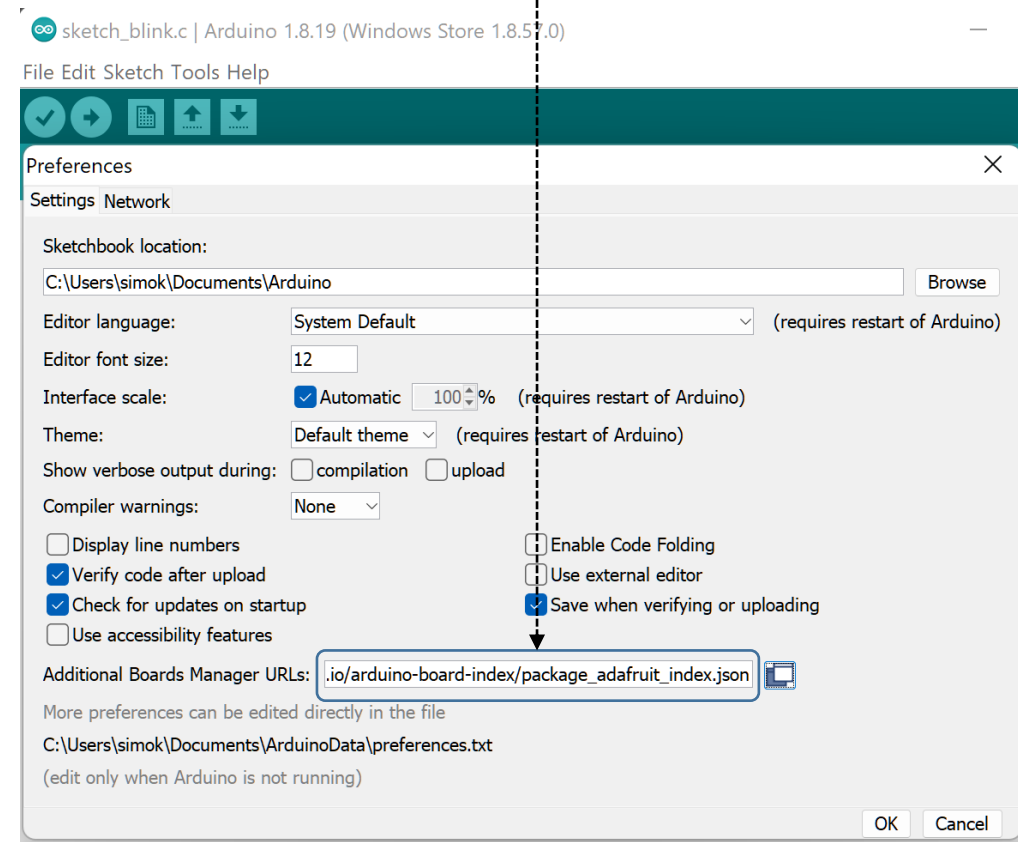 sketch_blink.c | Arduino 1.8.19 (Windows Store 1.8.57.0)
File Edit Sketch Tools Help
Preferences
Settings Network
Sketchbook location:
C:\Users\simok\Documents\Arduino Browse
Editor language: System Default (requires restart of Arduino)
Editor font size: 12
Interface scale: Automatic 100 % (requires restart of Arduino)
Theme: Default theme (requires restart of Arduino)
Show verbose output during: compilation upload
Compiler warnings: None
Display line numbers Enable Code Folding
Verify code after upload Use external editor
Check for updates on startup Save when verifying or uploading
Use accessibility features
Additional Boards Manager URLs: .io/arduino-board-index/package_adafruit_index.json
More preferences can be edited directly in the file
C:\Users\simok\Documents\ArduinoData\preferences.txt
(edit only when Arduino is not running)
OK Cancel